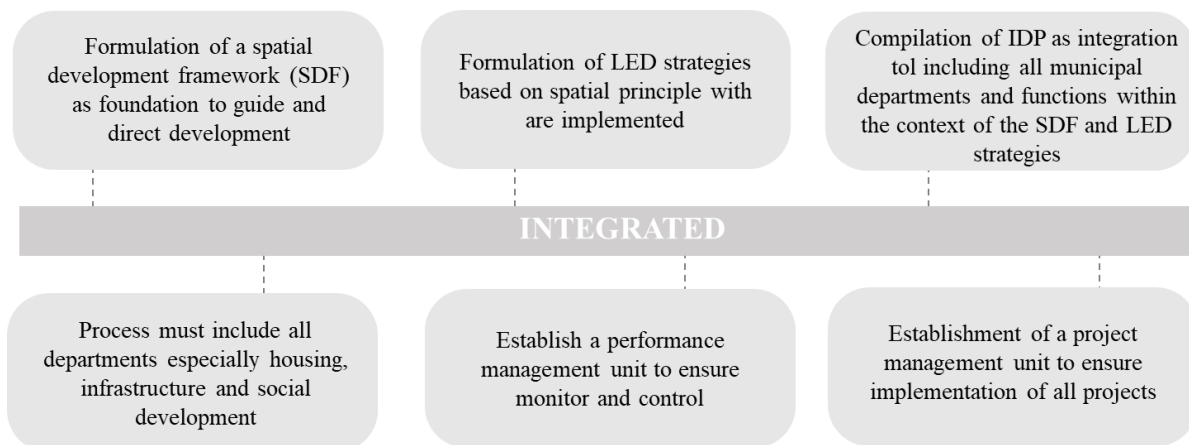 Formulation of a spatial
development framework (SDF)
as foundation to guide and
direct development
Formulation of LED strategies
based on spatial principle with
are implemented
Compilation of IDP as integration
tol including all municipal
departments and functions within
the context of the SDF and LED
strategies
INTEGRATED
Process must include all
departments especially housing,
infrastructure and social
development
Establish a performance
management unit to ensure
monitor and control
Establishment of a project
management unit to ensure
implementation of all projects